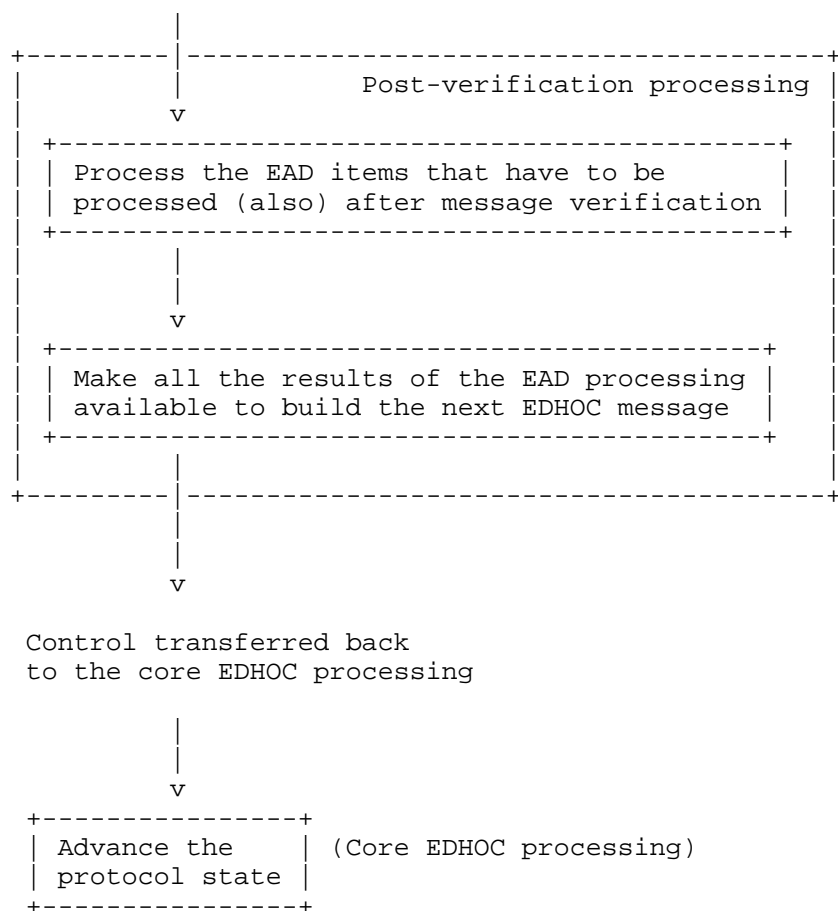 Post-verification processing
v
Process the EAD items that have to be
processed (also) after message verification
v
Make all the results of the EAD processing
available to build the next EDHOC message
v
Control transferred back
to the core EDHOC processing
v
Advance the (Core EDHOC processing)
protocol state